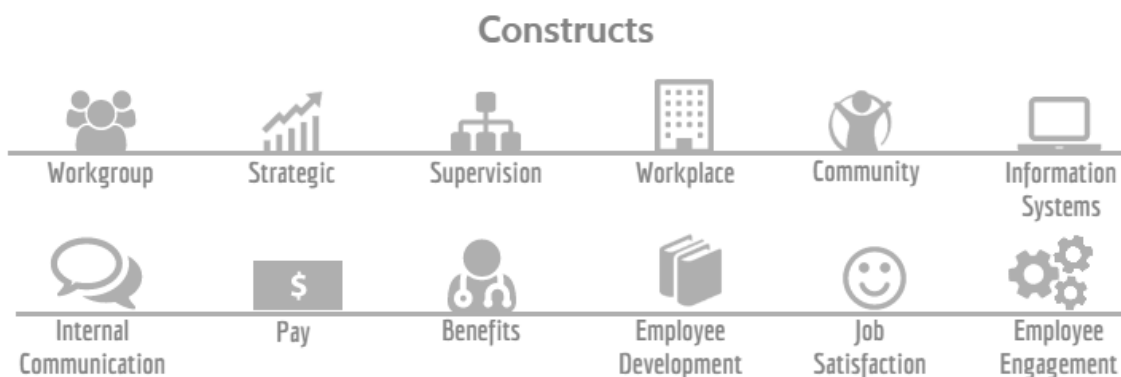 Constructs
Workgroup Strategic Supervision Workplace Community Information
Systems
$
Internal Pay Benefits Employee Job Employee
Communication Development Satisfaction Engagement